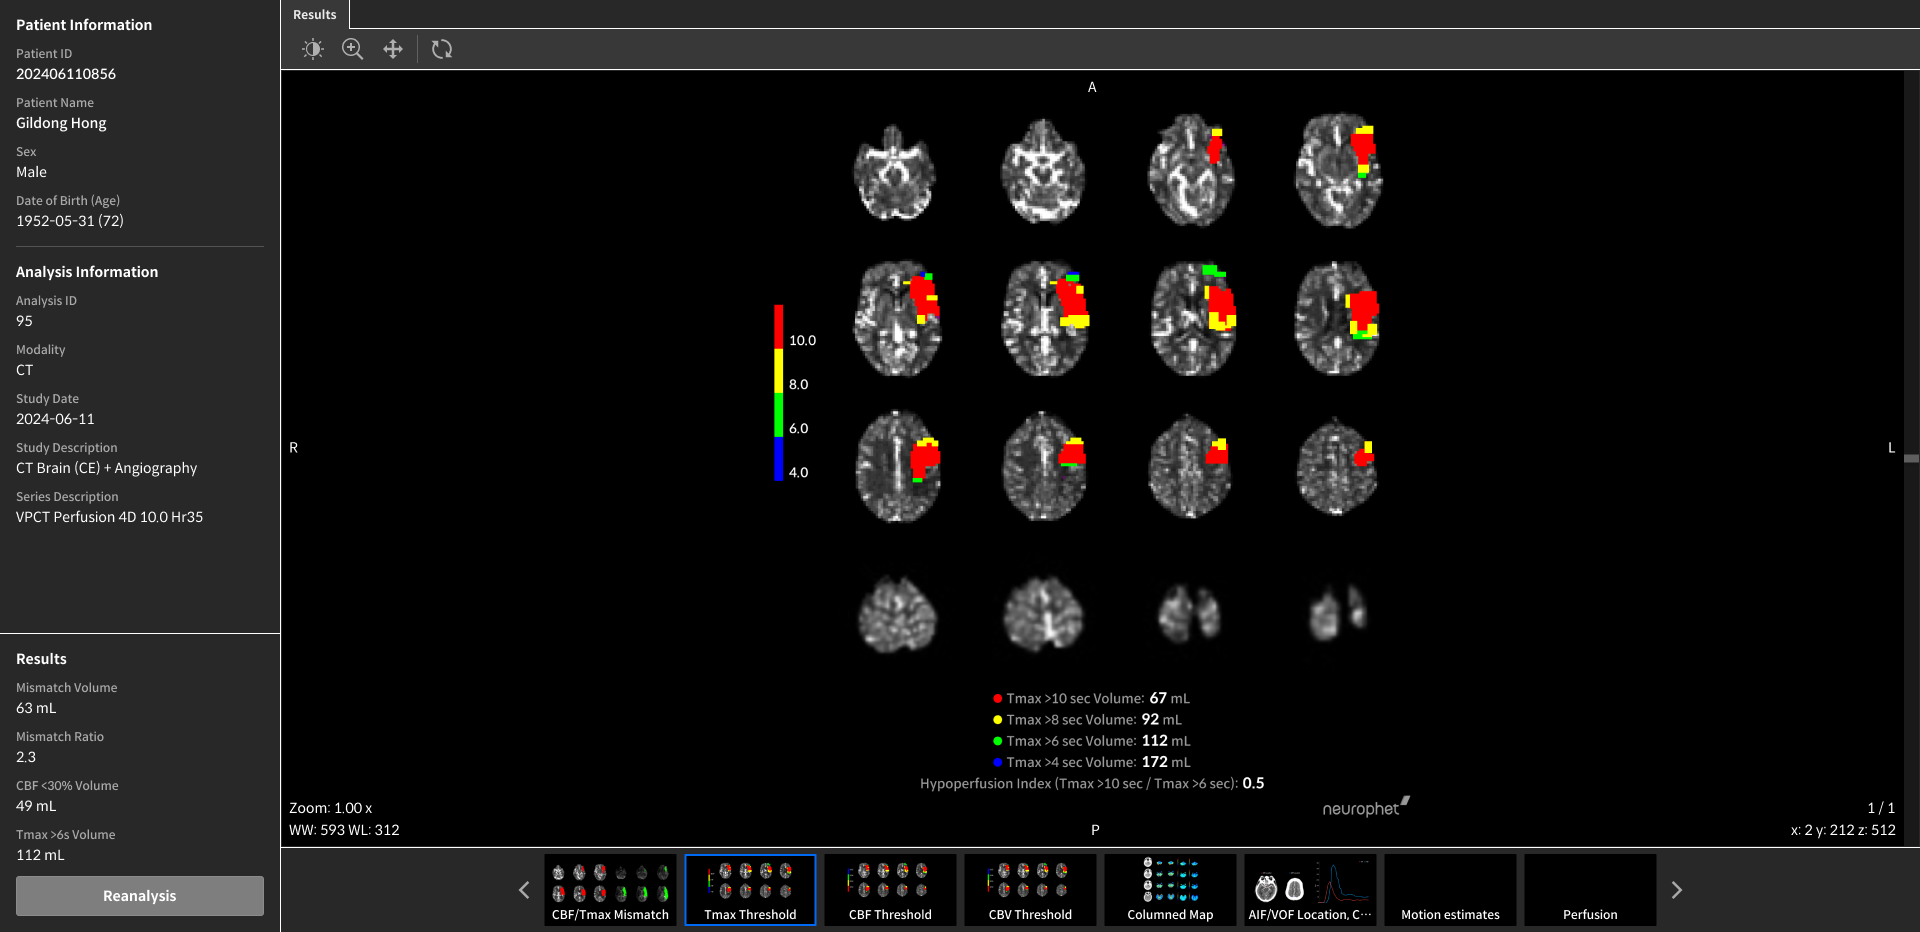 Patient Information
Patient ID
202406110856
Patient Name
Gildong Hong
Sex
Male
Date of Birth (Age)
1952-05-31 (72)
Analysis Information
Analysis ID
95
Modality
CT
Study Date
2024-06-11
Study Description
CT Brain (CE) + Angiography
Series Description
VPCT Perfusion 4D 10.0 Hr35
Results
Mismatch Volume
63 mL
Mismatch Ratio
2.3
CBF <30% Volume
49 mL
Tmax >6s Volume
112 mL
Reanalysis
Results
A
R
L
10.0
8.0
6.0
4.0
Tmax >10 sec Volume: 67 mL
Tmax >8 sec Volume: 92 mL
Tmax >6 sec Volume: 112 mL
Tmax >4 sec Volume: 172 mL
Hypoperfusion Index (Tmax >10 sec / Tmax >6 sec): 0.5
neurophet
Zoom: 1.00 x
WW: 593 WL: 312
P
1 / 1
x: 2 y: 212 z: 512
CBF/Tmax Mismatch
Tmax Threshold
CBF Threshold
CBV Threshold
Columned Map
AIF/VOF Location, C···
Motion estimates
Perfusion